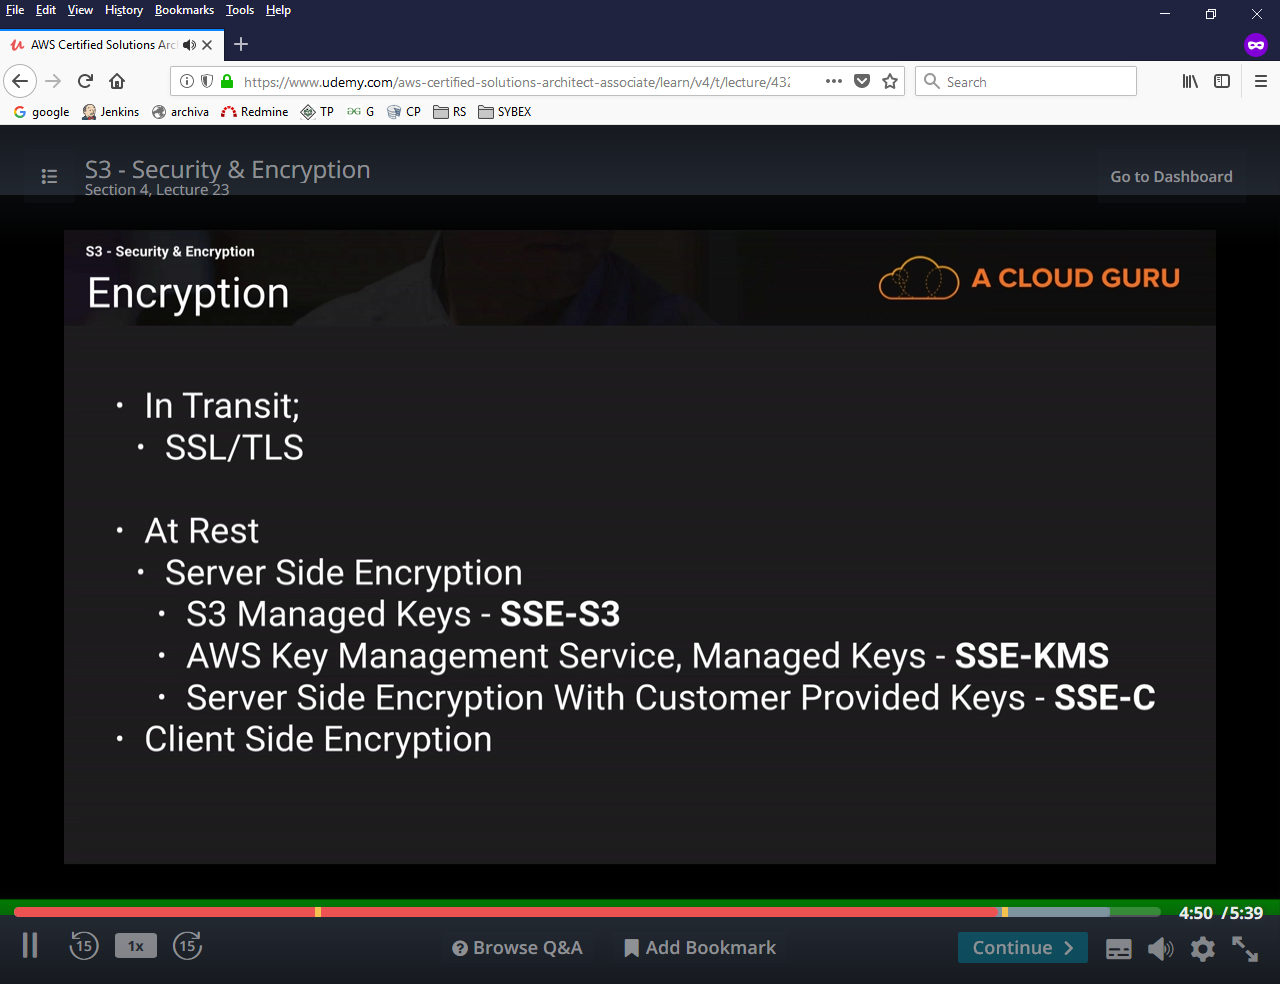 File Edit View History Bookmarks Tools Help
AWS Certified Solutions Arc
https://www.udemy.com/aws-certified-solutions-architect-associate/learn/v4/t/lecture/432
Search
google Jenkins archiva Redmine TP G CP RS SYBEX
S3 - Security & Encryption
Section 4, Lecture 23
Go to Dashboard
S3 - Security & Encryption
Encryption
A CLOUD GURU
• In Transit;
• SSL/TLS
• At Rest
• Server Side Encryption
• S3 Managed Keys - SSE-S3
• AWS Key Management Service, Managed Keys - SSE-KMS
• Server Side Encryption With Customer Provided Keys - SSE-C
• Client Side Encryption
4:50 / 5:39
15 1x 15 Browse Q&A Add Bookmark Continue